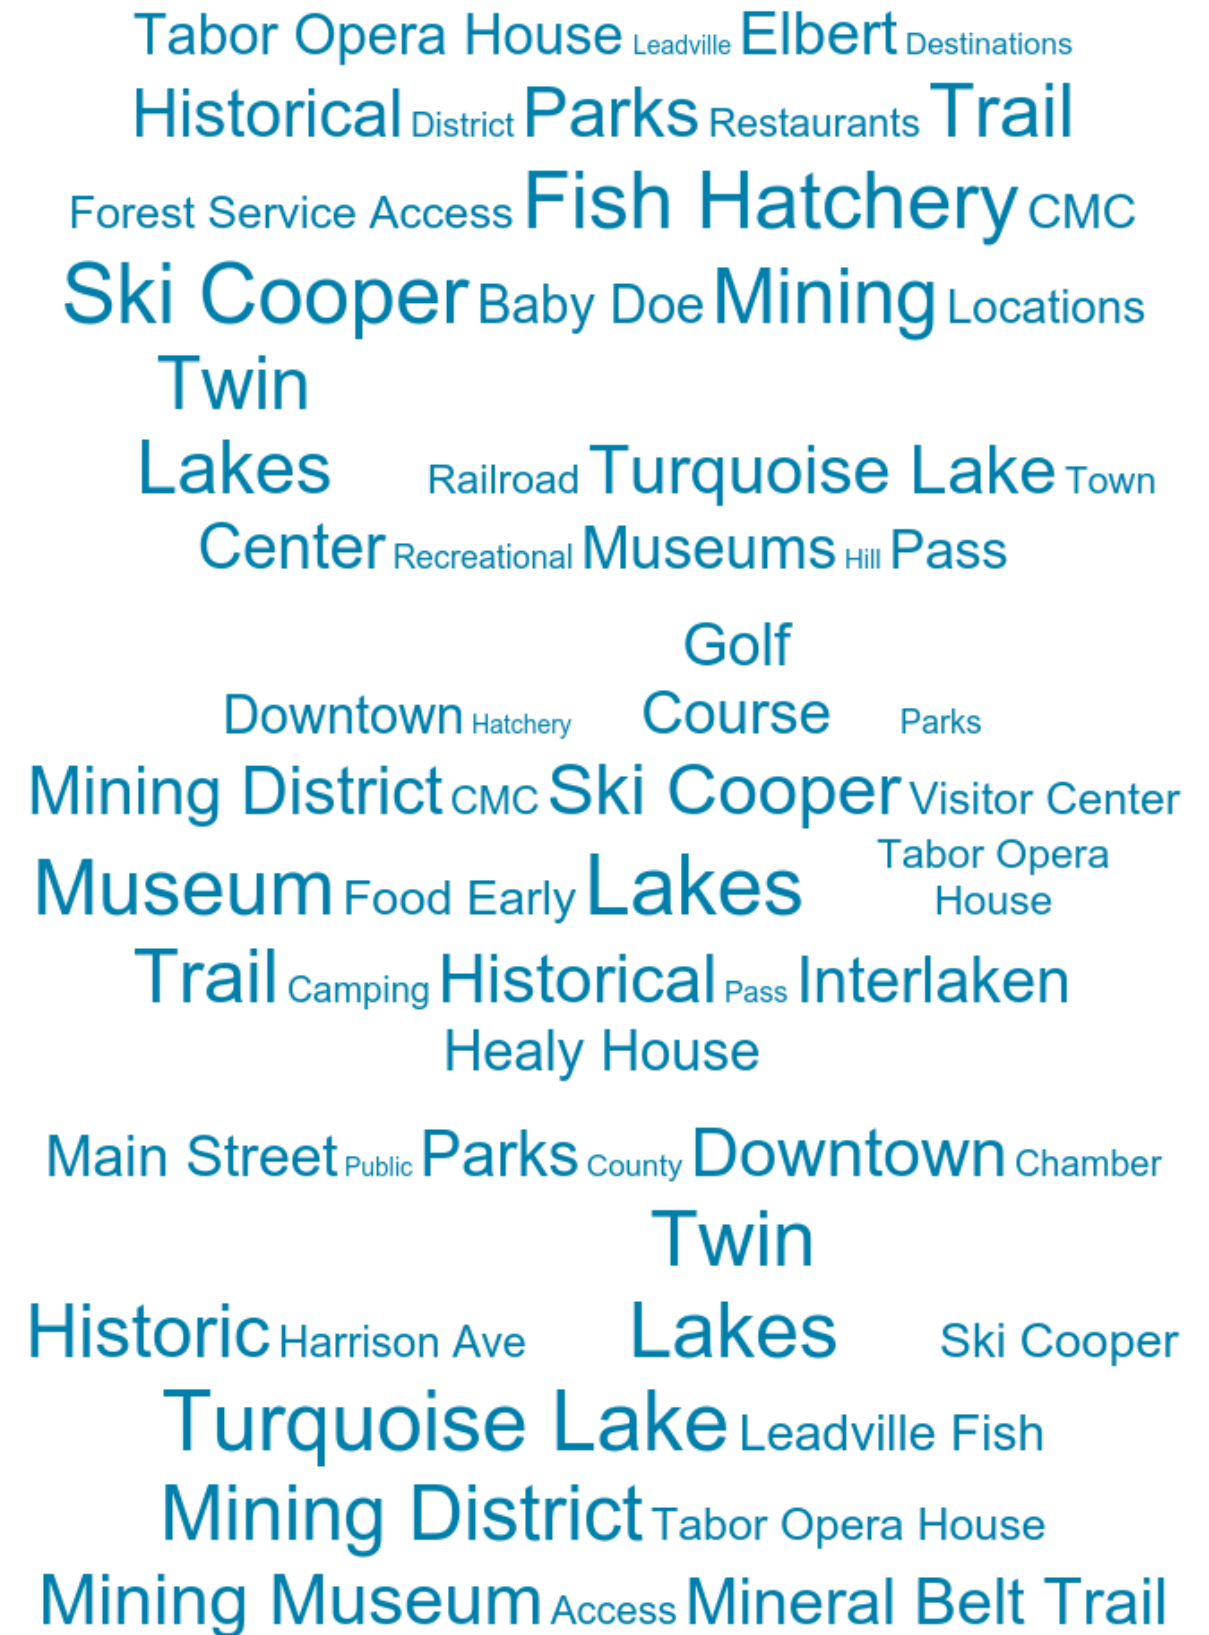 Tabor Opera House Leadville Elbert Destinations
Historical District Parks Restaurants Trail
Forest Service Access Fish Hatchery CMC
Ski Cooper Baby Doe Mining Locations
Twin
Lakes Railroad Turquoise Lake Town
Center Recreational Museums Hill Pass
Golf
Downtown Hatchery Course Parks
Mining District CMC Ski Cooper Visitor Center
Museum Food Early Lakes Tabor Opera
House
Trail Camping Historical Pass Interlaken
Healy House
Main Street Public Parks County Downtown Chamber
Twin
Historic Harrison Ave Lakes Ski Cooper
Turquoise Lake Leadville Fish
Mining District Tabor Opera House
Mining Museum Access Mineral Belt Trail